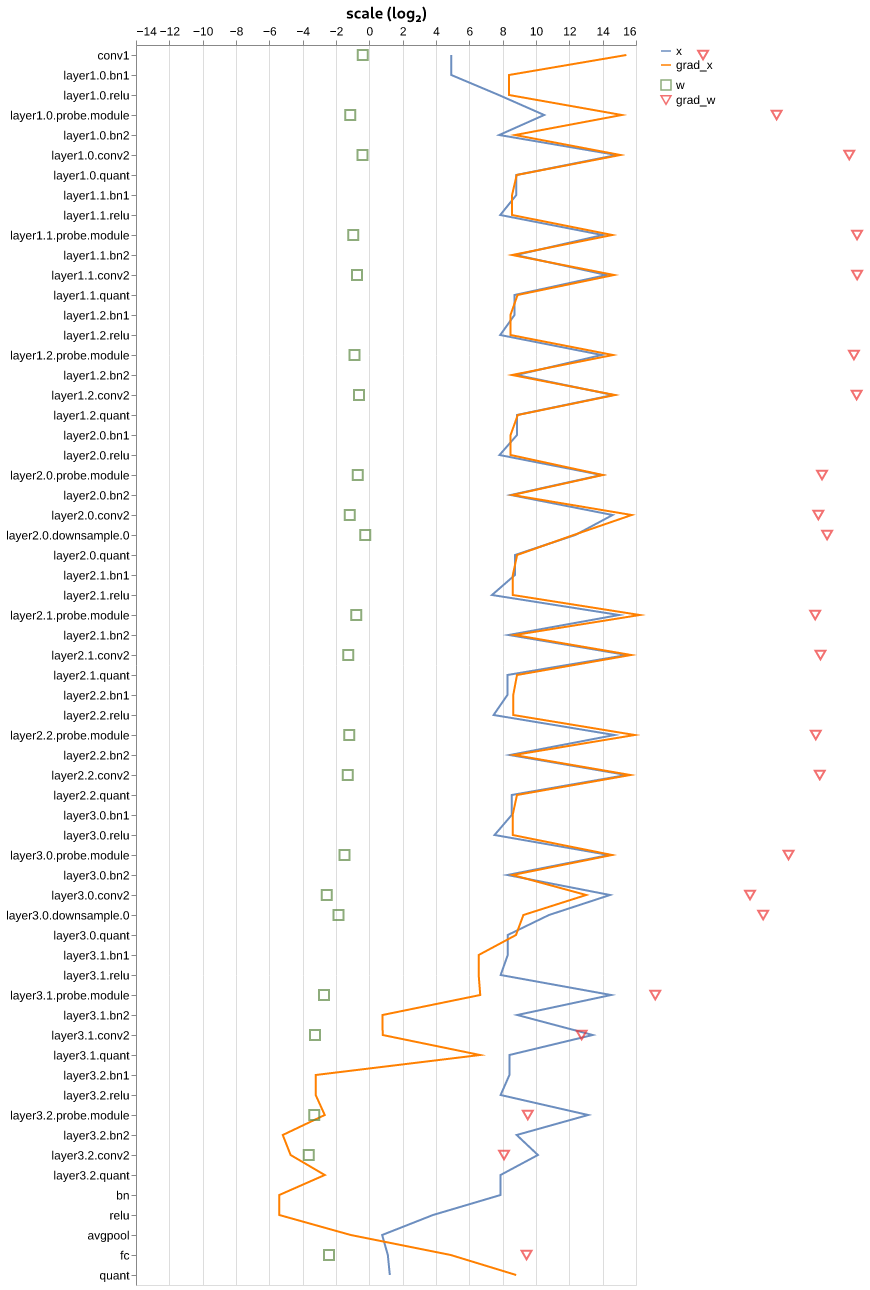 scale (log₂)
−14 −12 −10 −8 −6 −4 −2 0 2 4 6 8 10 12 14 16
x
grad_x
w
grad_w
conv1
layer1.0.bn1
layer1.0.relu
layer1.0.probe.module
layer1.0.bn2
layer1.0.conv2
layer1.0.quant
layer1.1.bn1
layer1.1.relu
layer1.1.probe.module
layer1.1.bn2
layer1.1.conv2
layer1.1.quant
layer1.2.bn1
layer1.2.relu
layer1.2.probe.module
layer1.2.bn2
layer1.2.conv2
layer1.2.quant
layer2.0.bn1
layer2.0.relu
layer2.0.probe.module
layer2.0.bn2
layer2.0.conv2
layer2.0.downsample.0
layer2.0.quant
layer2.1.bn1
layer2.1.relu
layer2.1.probe.module
layer2.1.bn2
layer2.1.conv2
layer2.1.quant
layer2.2.bn1
layer2.2.relu
layer2.2.probe.module
layer2.2.bn2
layer2.2.conv2
layer2.2.quant
layer3.0.bn1
layer3.0.relu
layer3.0.probe.module
layer3.0.bn2
layer3.0.conv2
layer3.0.downsample.0
layer3.0.quant
layer3.1.bn1
layer3.1.relu
layer3.1.probe.module
layer3.1.bn2
layer3.1.conv2
layer3.1.quant
layer3.2.bn1
layer3.2.relu
layer3.2.probe.module
layer3.2.bn2
layer3.2.conv2
layer3.2.quant
bn
relu
avgpool
fc
quant